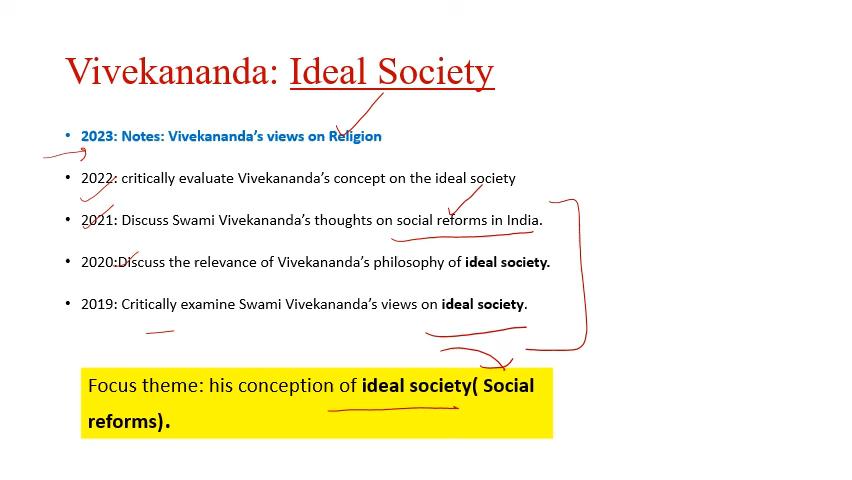 Vivekananda: Ideal Society
• 2023: Notes: Vivekananda's views on Religion
• 2022: critically evaluate Vivekananda's concept on the ideal society
• 2021: Discuss Swami Vivekananda's thoughts on social reforms in India.
• 2020:Discuss the relevance of Vivekananda's philosophy of ideal society.
• 2019: Critically examine Swami Vivekananda's views on ideal society.
Focus theme: his conception of ideal society( Social
reforms).